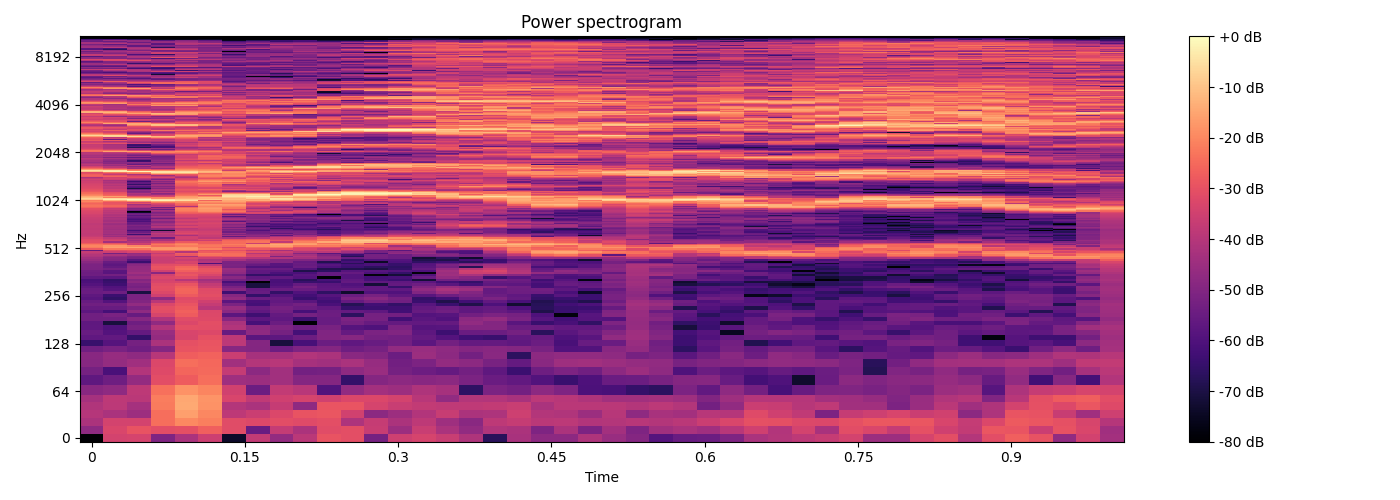 Power spectrogram
8192
4096
2048
1024
512
256
128
64
0
Hz
0 0.15 0.3 0.45 0.6 0.75 0.9
Time
+0 dB
-10 dB
-20 dB
-30 dB
-40 dB
-50 dB
-60 dB
-70 dB
-80 dB